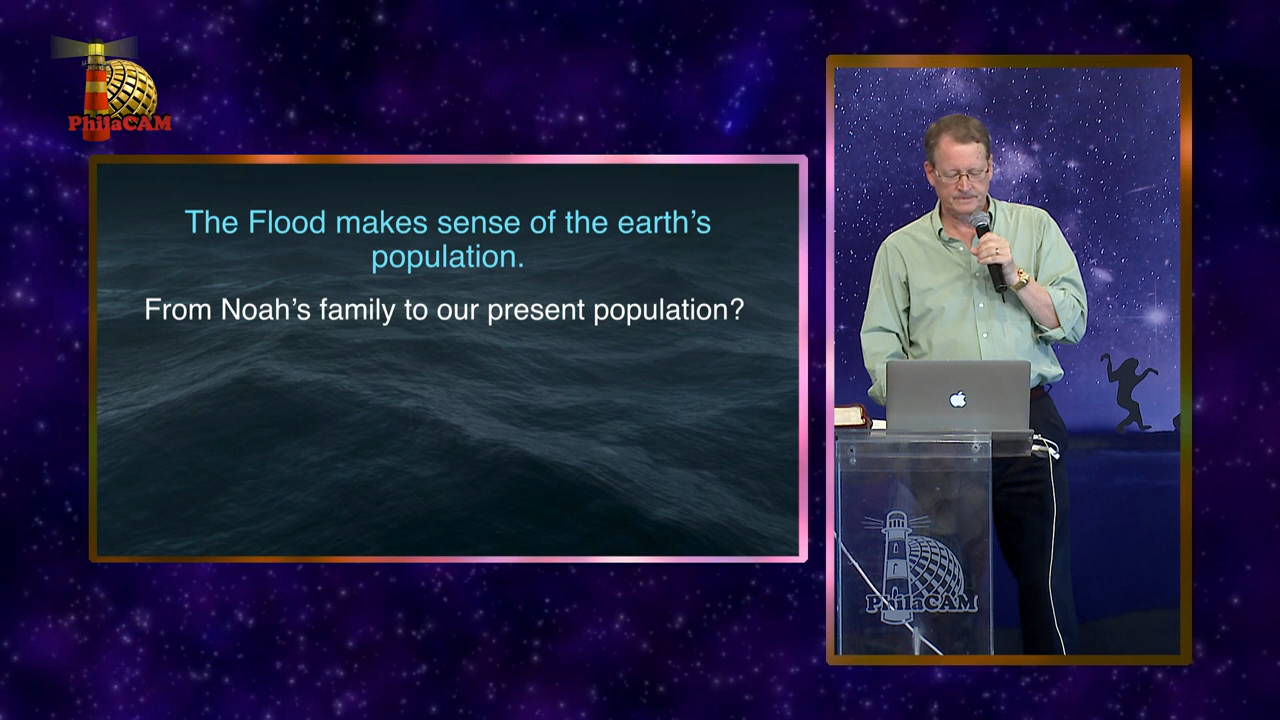 PhilaCAM
The Flood makes sense of the earth’s
population.
From Noah’s family to our present population?
PhilaCAM